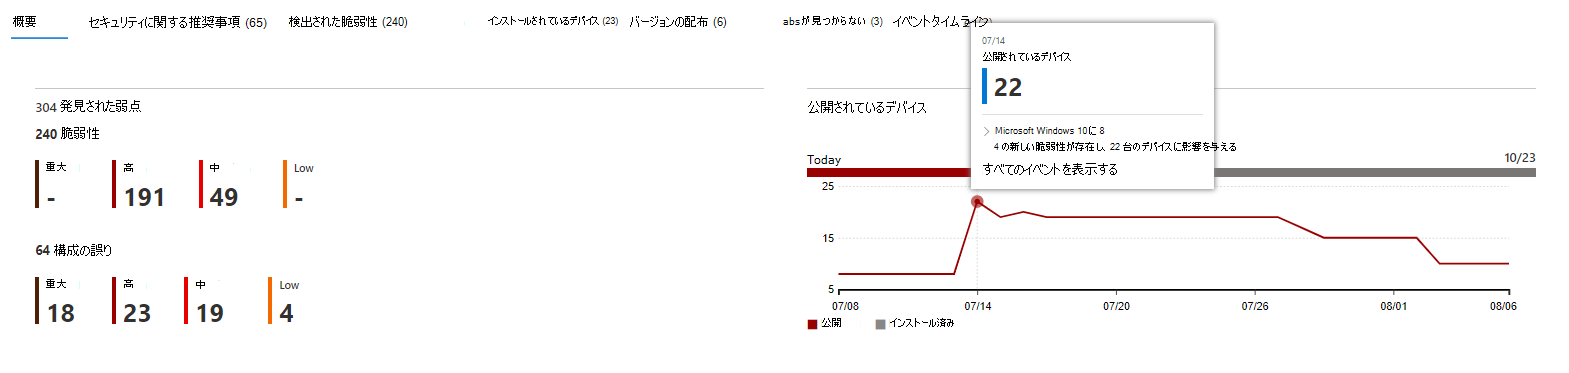 概要 セキュリティに関する推奨事項 (65) 検出された脆弱性 (240) インストールされているデバイス (23) バージョンの配布 (6) absが見つからない (3) イベントタイムライン
07/14
公開されているデバイス
22
Microsoft Windows 10に 8
4 の新しい脆弱性が存在し、22 台のデバイスに影響を与える
すべてのイベントを表示する
304 発見された弱点
240 脆弱性
重大 高 中 Low
- 191 49 -
64 構成の誤り
重大 高 中 Low
18 23 19 4
公開されているデバイス
Today 10/23
25
15
5
07/08 07/14 07/20 07/26 08/01 08/06
公開 インストール済み